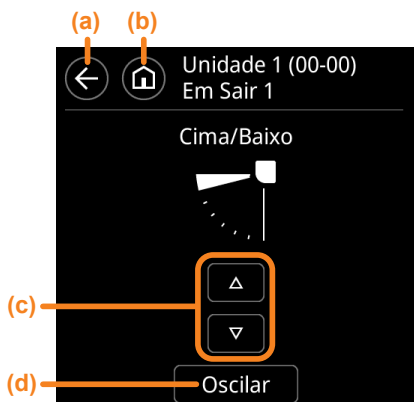 (a)
(b)
Unidade 1 (00-00)
Em Sair 1
Cima/Baixo
(c)
(d)
Oscilar